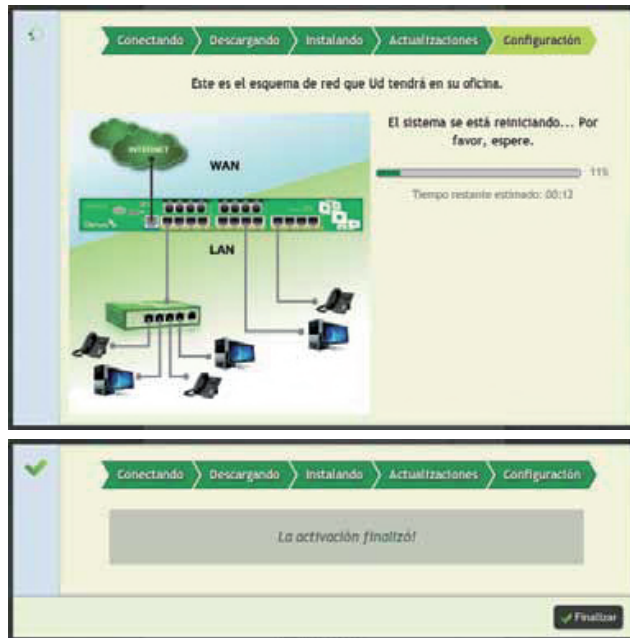 Conectando
Descargando
Instalando
Actualizaciones
Configuración
Este es el esquema de red que Ud tendrá en su oficina.
El sistema se está reiniciando... Por
favor, espere.
11%
Tiempo restante estimado: 00:12
INTERNET
WAN
LAN
Conectando
Descargando
Instalando
Actualizaciones
Configuración
La activación finalizó!
Finalizar